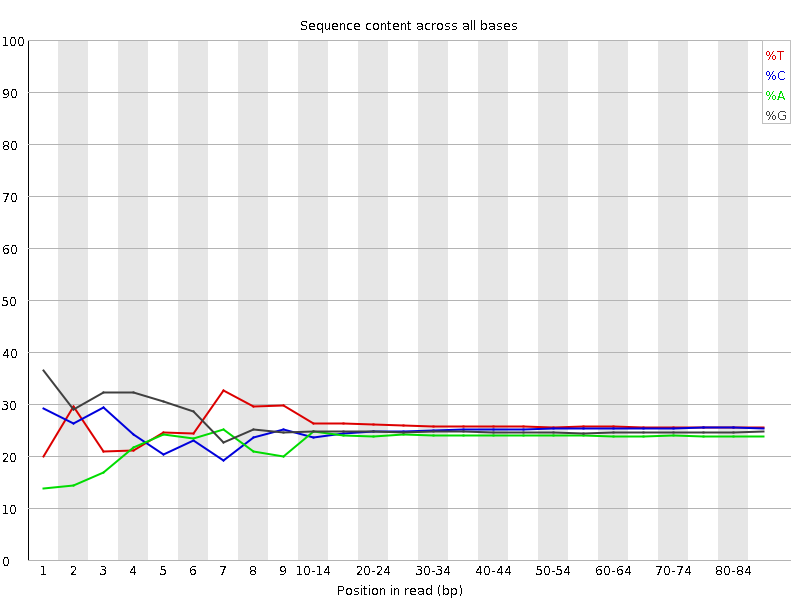 Sequence content across all bases
100
90
80
70
60
50
40
30
20
10
0
%T
%C
%A
%G
1 2 3 4 5 6 7 8 9 10-14 20-24 30-34 40-44 50-54 60-64 70-74 80-84
Position in read (bp)